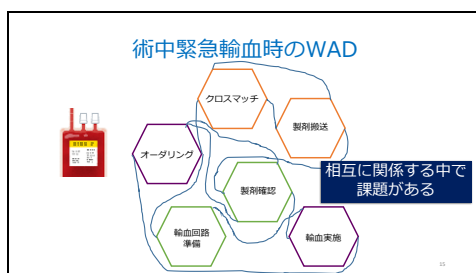 術中緊急輸血時のWAD
クロスマッチ
製剤搬送
オーダリング
相互に関係する中で
課題がある
製剤確認
輸血回路
準備
輸血実施
15